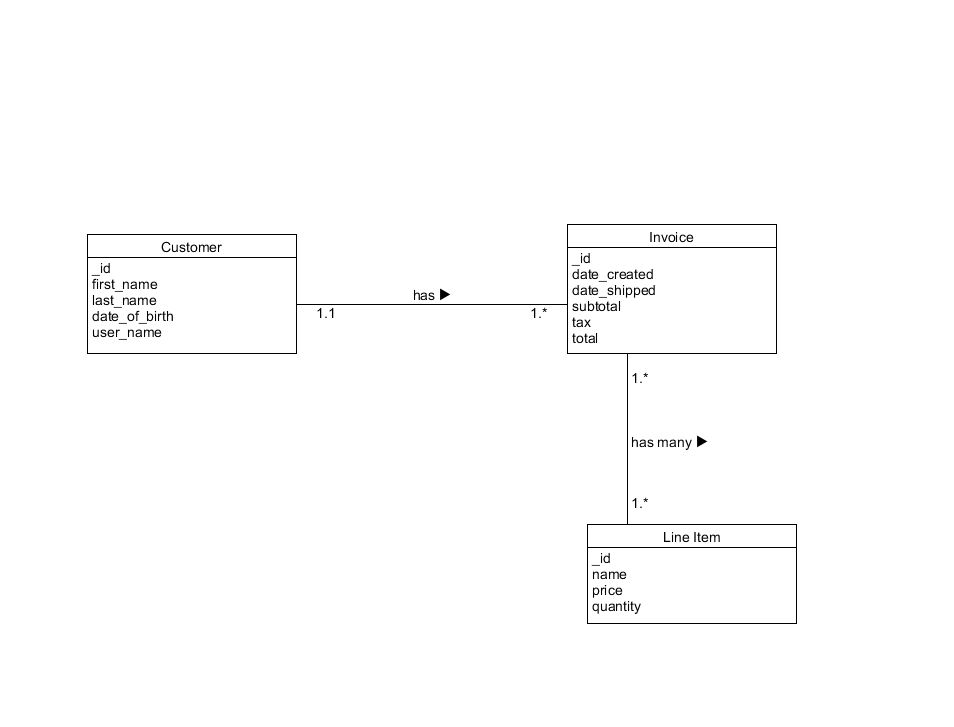 Customer
_id
first_name
last_name
date_of_birth
user_name
has ▶
1.1
1.*
Invoice
_id
date_created
date_shipped
subtotal
tax
total
1.*
has many ▶
1.*
Line Item
_id
name
price
quantity